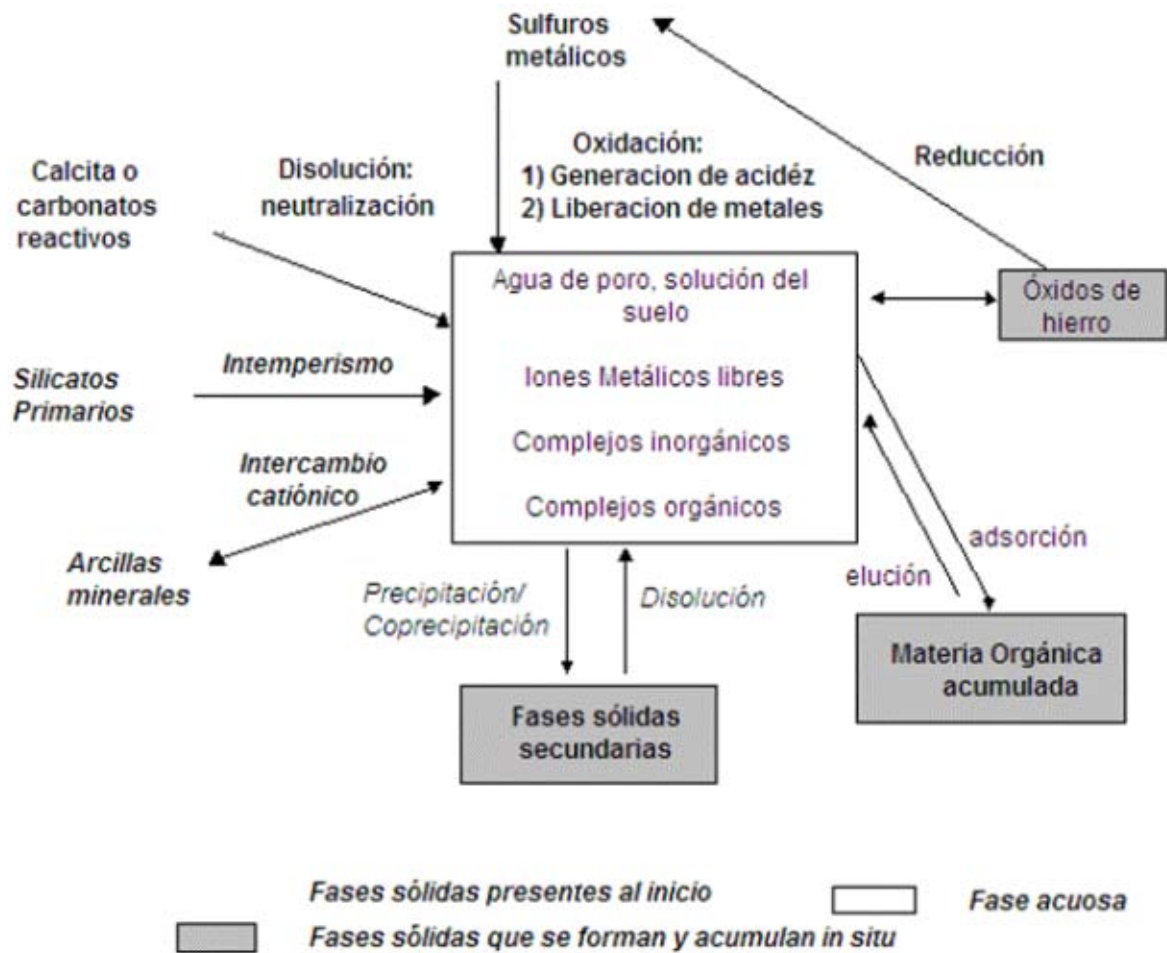 Sulfuros
metálicos
Calcita o
carbonatos
reactivos
Disolución:
neutralización
Oxidación:
1) Generacion de acidéz
2) Liberacion de metales
Reducción
Agua de poro, solución del
suelo
Iones Metálicos libres
Complejos inorgánicos
Complejos orgánicos
Óxidos de
hierro
Silicatos
Primarios
Intemperismo
Intercambio
catiónico
Arcillas
minerales
Precipitación/
Coprecipitación
Disolución
elución
adsorción
Materia Orgánica
acumulada
Fases sólidas
secundarias
Fases sólidas presentes al inicio
Fase acuosa
Fases sólidas que se forman y acumulan in situ